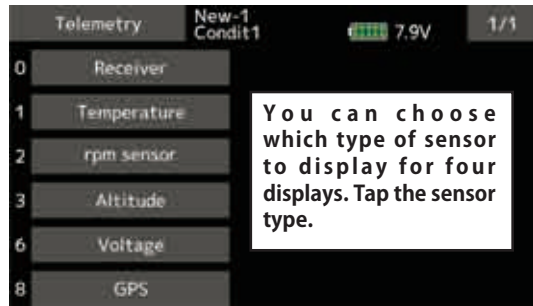 Telemetry New-1 Condit1 7.9V 1/1
0 Receiver
1 Temperature
2 rpm sensor
3 Altitude
6 Voltage
8 GPS
You can choose
which type of sensor
to display for four
displays. Tap the sensor
type.